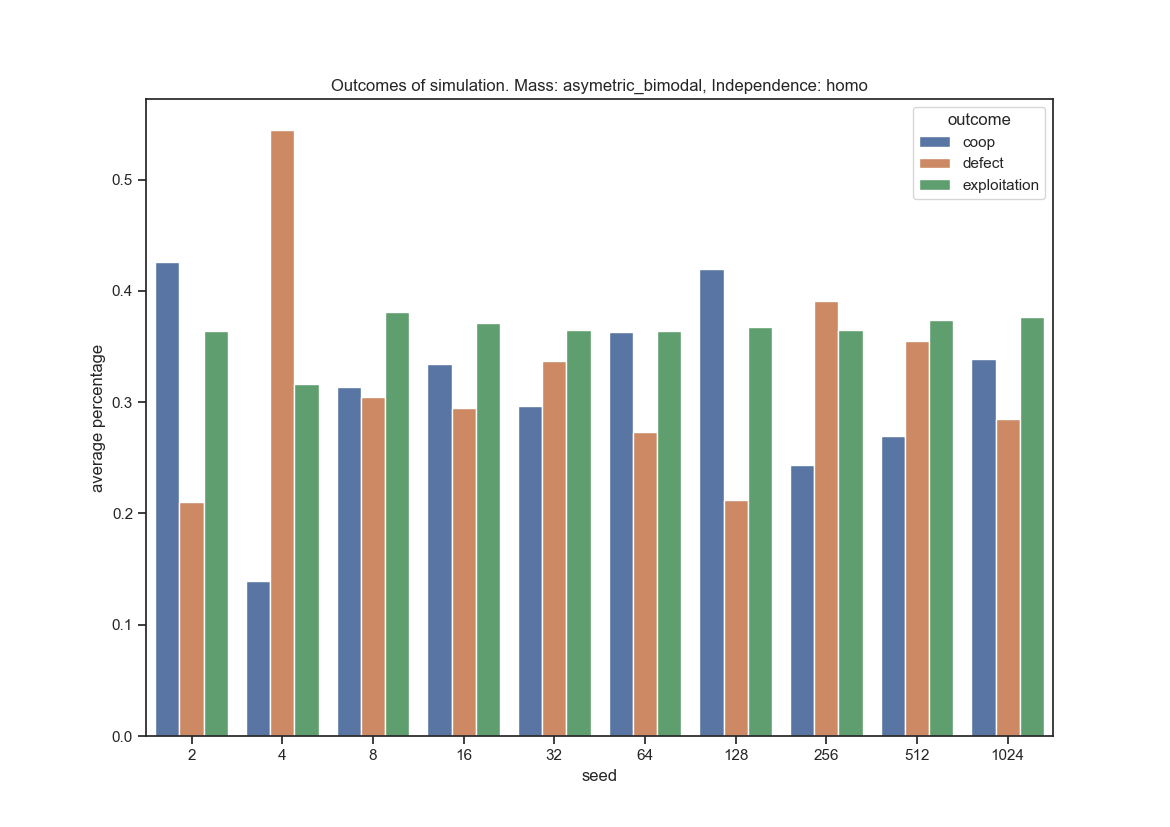 Outcomes of simulation. Mass: asymetric_bimodal, Independence: homo
outcome
coop
defect
exploitation
average percentage
0.5
0.4
0.3
0.2
0.1
0.0
2 4 8 16 32 64 128 256 512 1024
seed